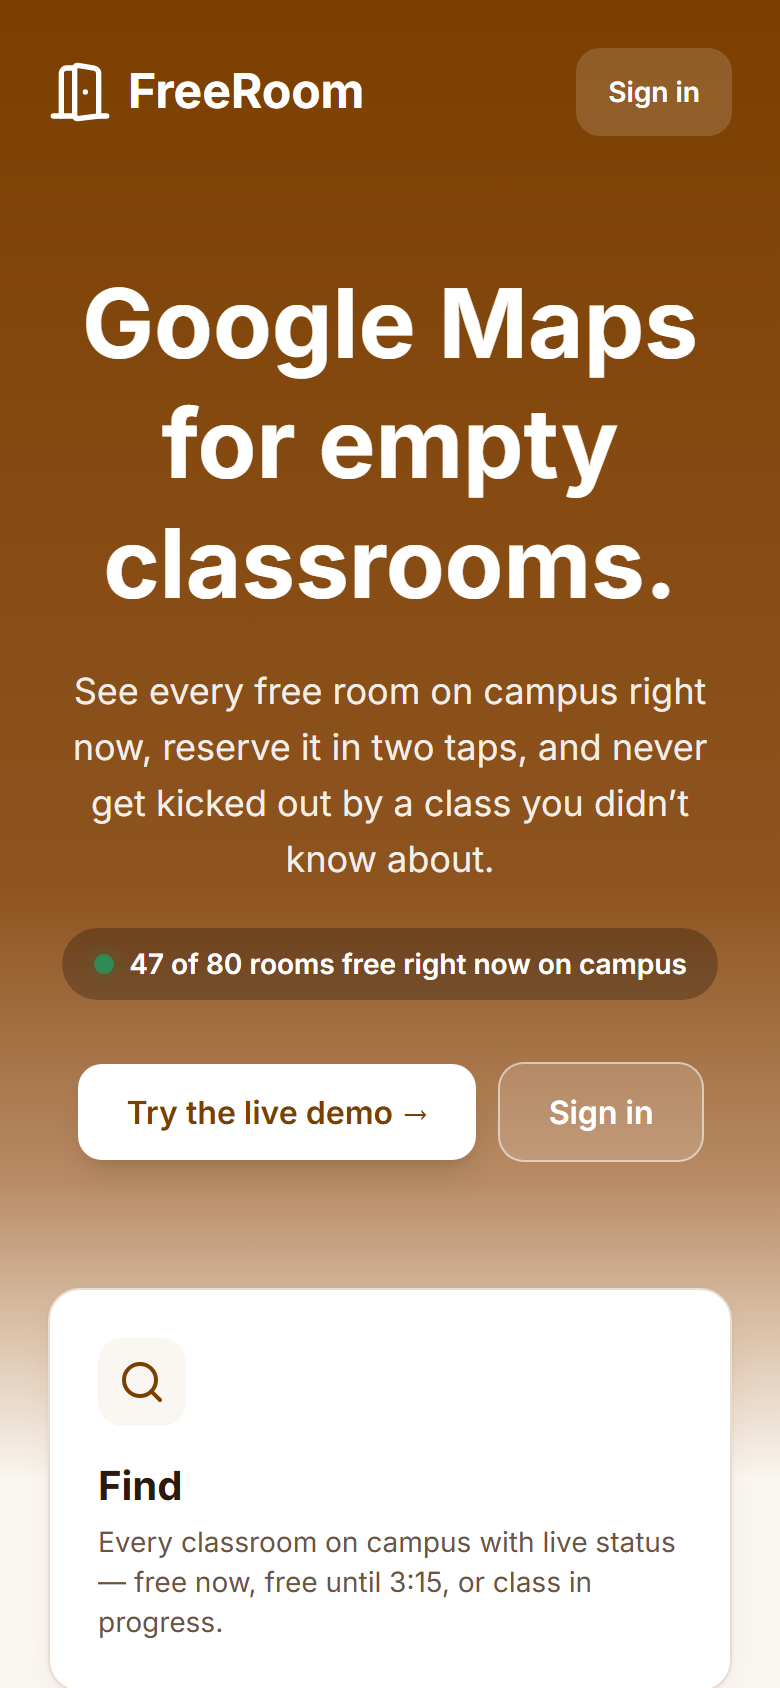 FreeRoom
Sign in
Google Maps
for empty
classrooms.
See every free room on campus right
now, reserve it in two taps, and never
get kicked out by a class you didn’t
know about.
47 of 80 rooms free right now on campus
Try the live demo →
Sign in
Find
Every classroom on campus with live status
— free now, free until 3:15, or class in
progress.